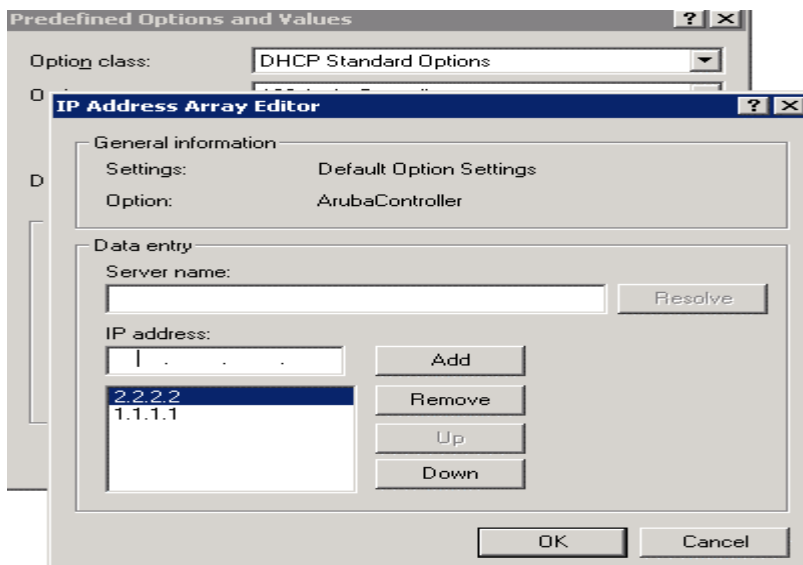 Predefined Options and Values
Option class: DHCP Standard Options
O
IP Address Array Editor
General information
Settings: Default Option Settings
Option: ArubaController
D
Data entry
Server name:
Resolve
IP address:
. . .
Add
2.2.2.2
1.1.1.1
Remove
Up
Down
OK Cancel